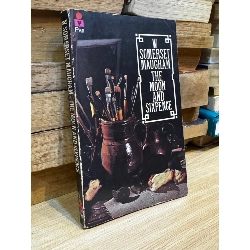 Pan
SOMERSET
MAUGHAM
THE
MOON
AND
SIXPENCE
W. SOMERSET MAUGHAM THE MOON AND SIXPENCE